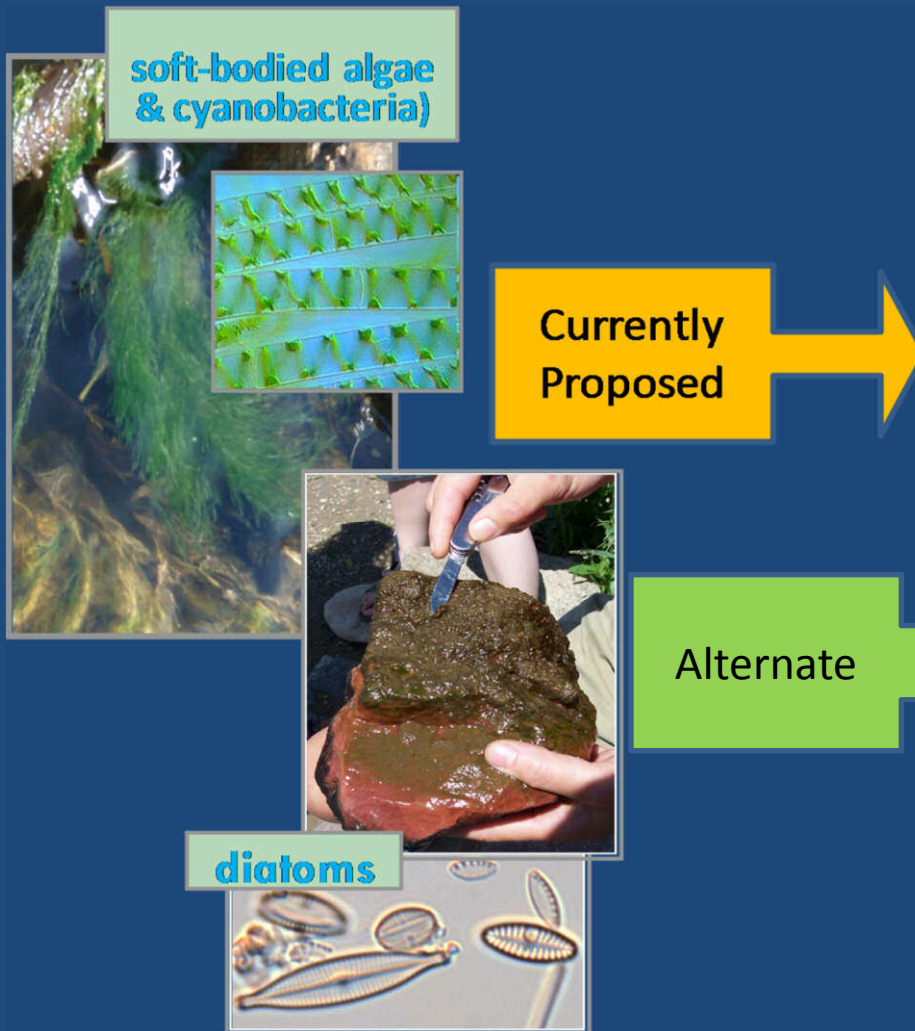 soft-bodied algae
& cyanobacteria)
Currently
Proposed
Alternate
diatoms